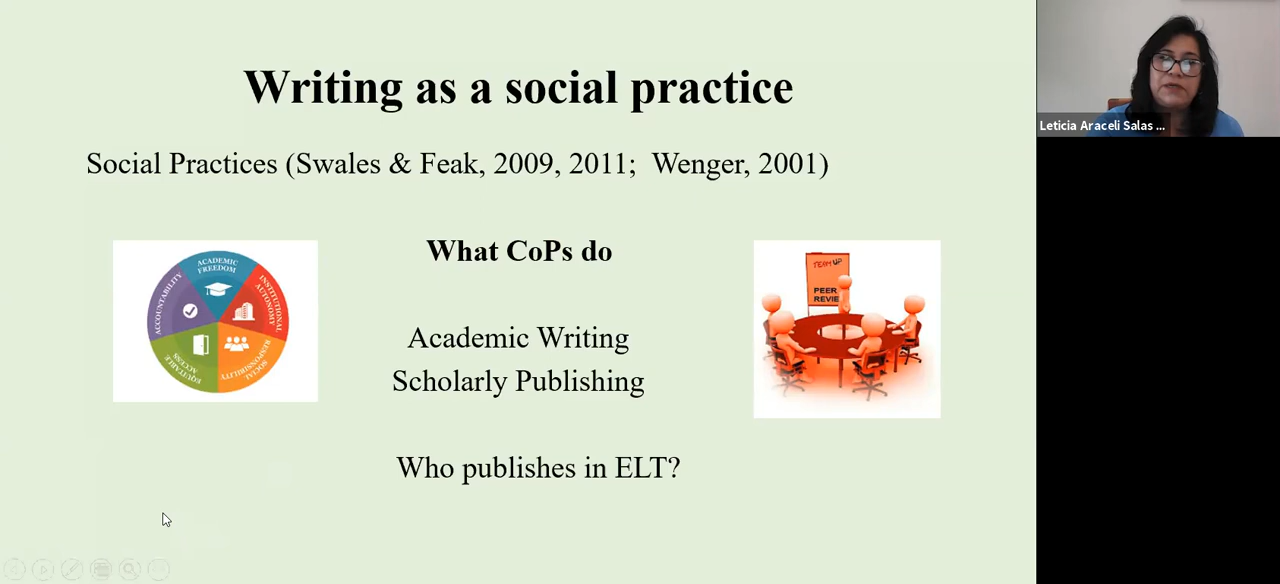 Writing as a social practice
Leticia Araceli Salas ...
Social Practices (Swales & Feak, 2009, 2011;  Wenger, 2001)
What CoPs do
ACADEMIC
FREEDOM
INSTITUTIONAL
AUTONOMY
SOCIAL
RESPONSIBILITY
EQUITABLE
ACCESS
ACCOUNTABILITY
TEAM UP
PEER
REVIE
Academic Writing
Scholarly Publishing
Who publishes in ELT?